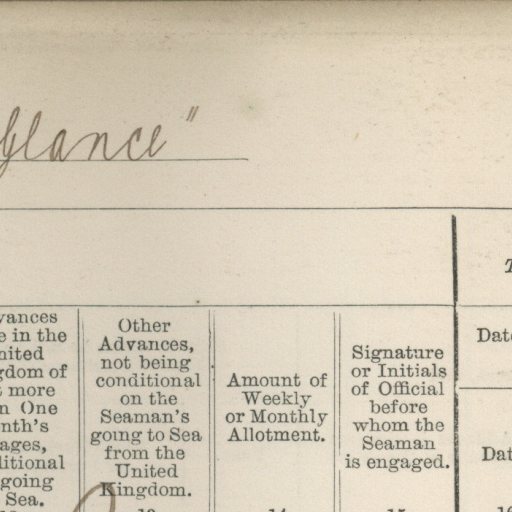 Glance"
Other
Advances,
not being
conditional
on the
Seaman's
going to Sea
from the
United
Kingdom.
Amount of
Weekly
or Monthly
Allotment.
Signature
or Initials
of Official
before
whom the
Seaman
is engaged.
vances
e in the
nited
gdom of
t more
n One
nth's
ages,
ditional
going
Sea.
Date
Dat